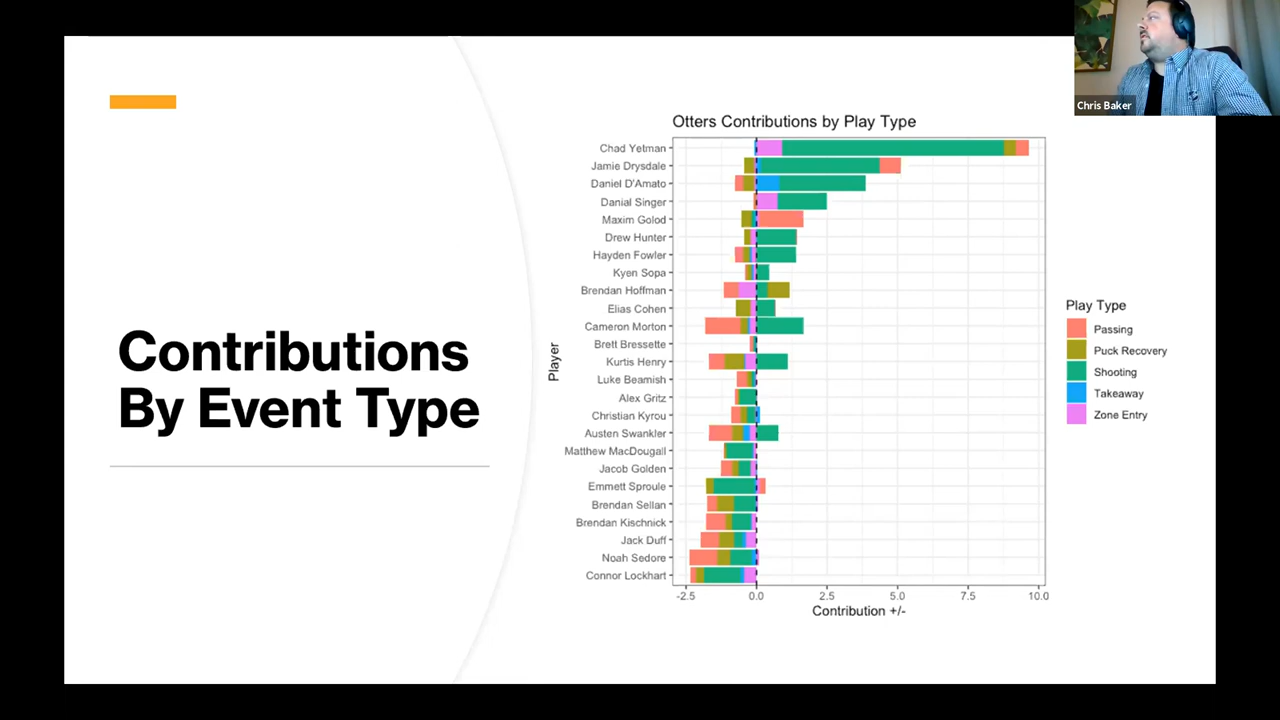 Chris Baker
Contributions
By Event Type
Otters Contributions by Play Type
Player
Chad Yetman
Jamie Drysdale
Daniel D'Amato
Danial Singer
Maxim Golod
Drew Hunter
Hayden Fowler
Kyen Sopa
Brendan Hoffman
Elias Cohen
Cameron Morton
Brett Bressette
Kurtis Henry
Luke Beamish
Alex Gritz
Christian Kyrou
Austen Swankler
Matthew MacDougall
Jacob Golden
Emmett Sproule
Brendan Sellan
Brendan Kischnick
Jack Duff
Noah Sedore
Connor Lockhart
-2.5 0.0 2.5 5.0 7.5 10.0
Contribution +/-
Play Type
Passing
Puck Recovery
Shooting
Takeaway
Zone Entry